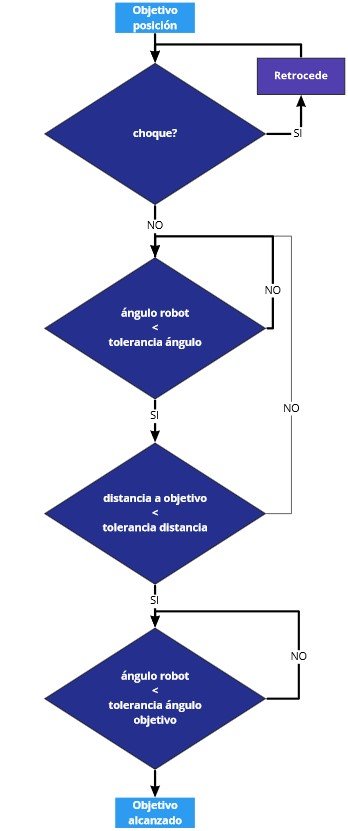 Objetivo
posición
Retrocede
choque?
SI
NO
ángulo robot
<
tolerancia ángulo
NO
SI
NO
distancia a objetivo
<
tolerancia distancia
SI
ángulo robot
<
tolerancia ángulo
objetivo
NO
Objetivo
alcanzado